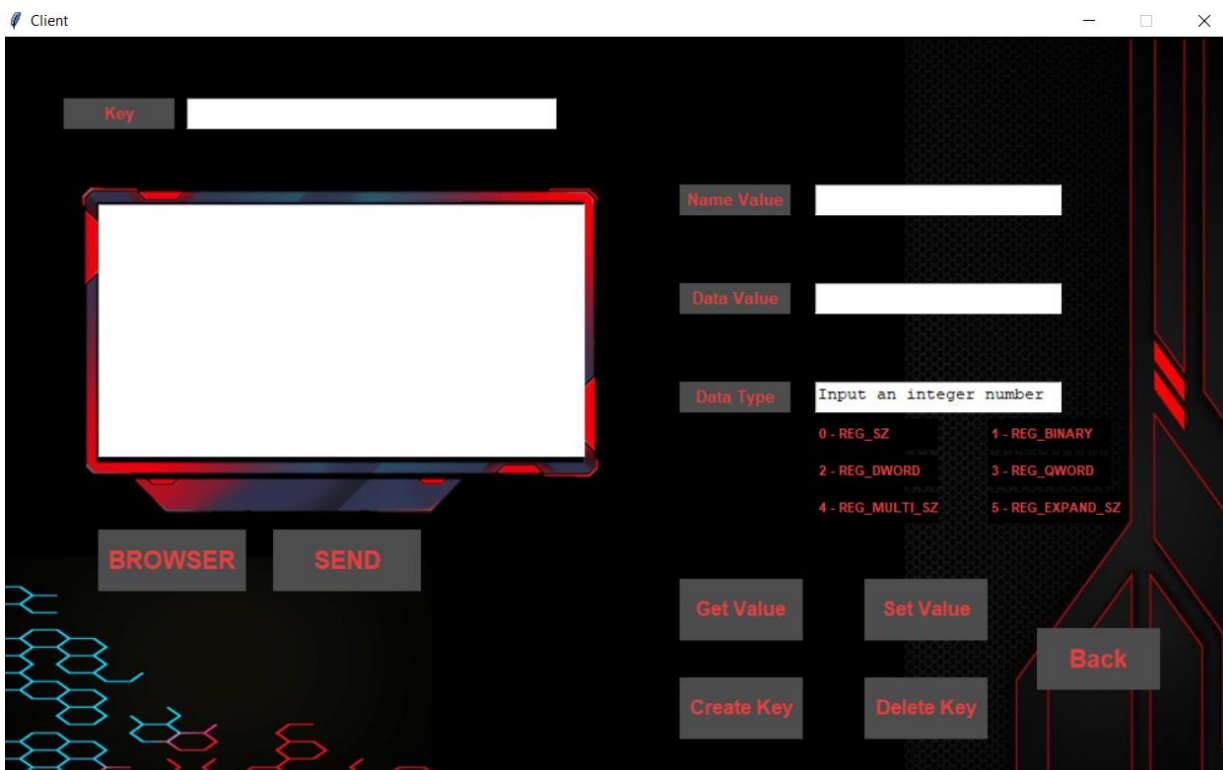 Client
Key
Name Value
Data Value
Data Type
Input an integer number
0 - REG_SZ
1 - REG_BINARY
2 - REG_DWORD
3 - REG_QWORD
4 - REG_MULTI_SZ
5 - REG_EXPAND_SZ
BROWSER
SEND
Get Value
Set Value
Back
Create Key
Delete Key